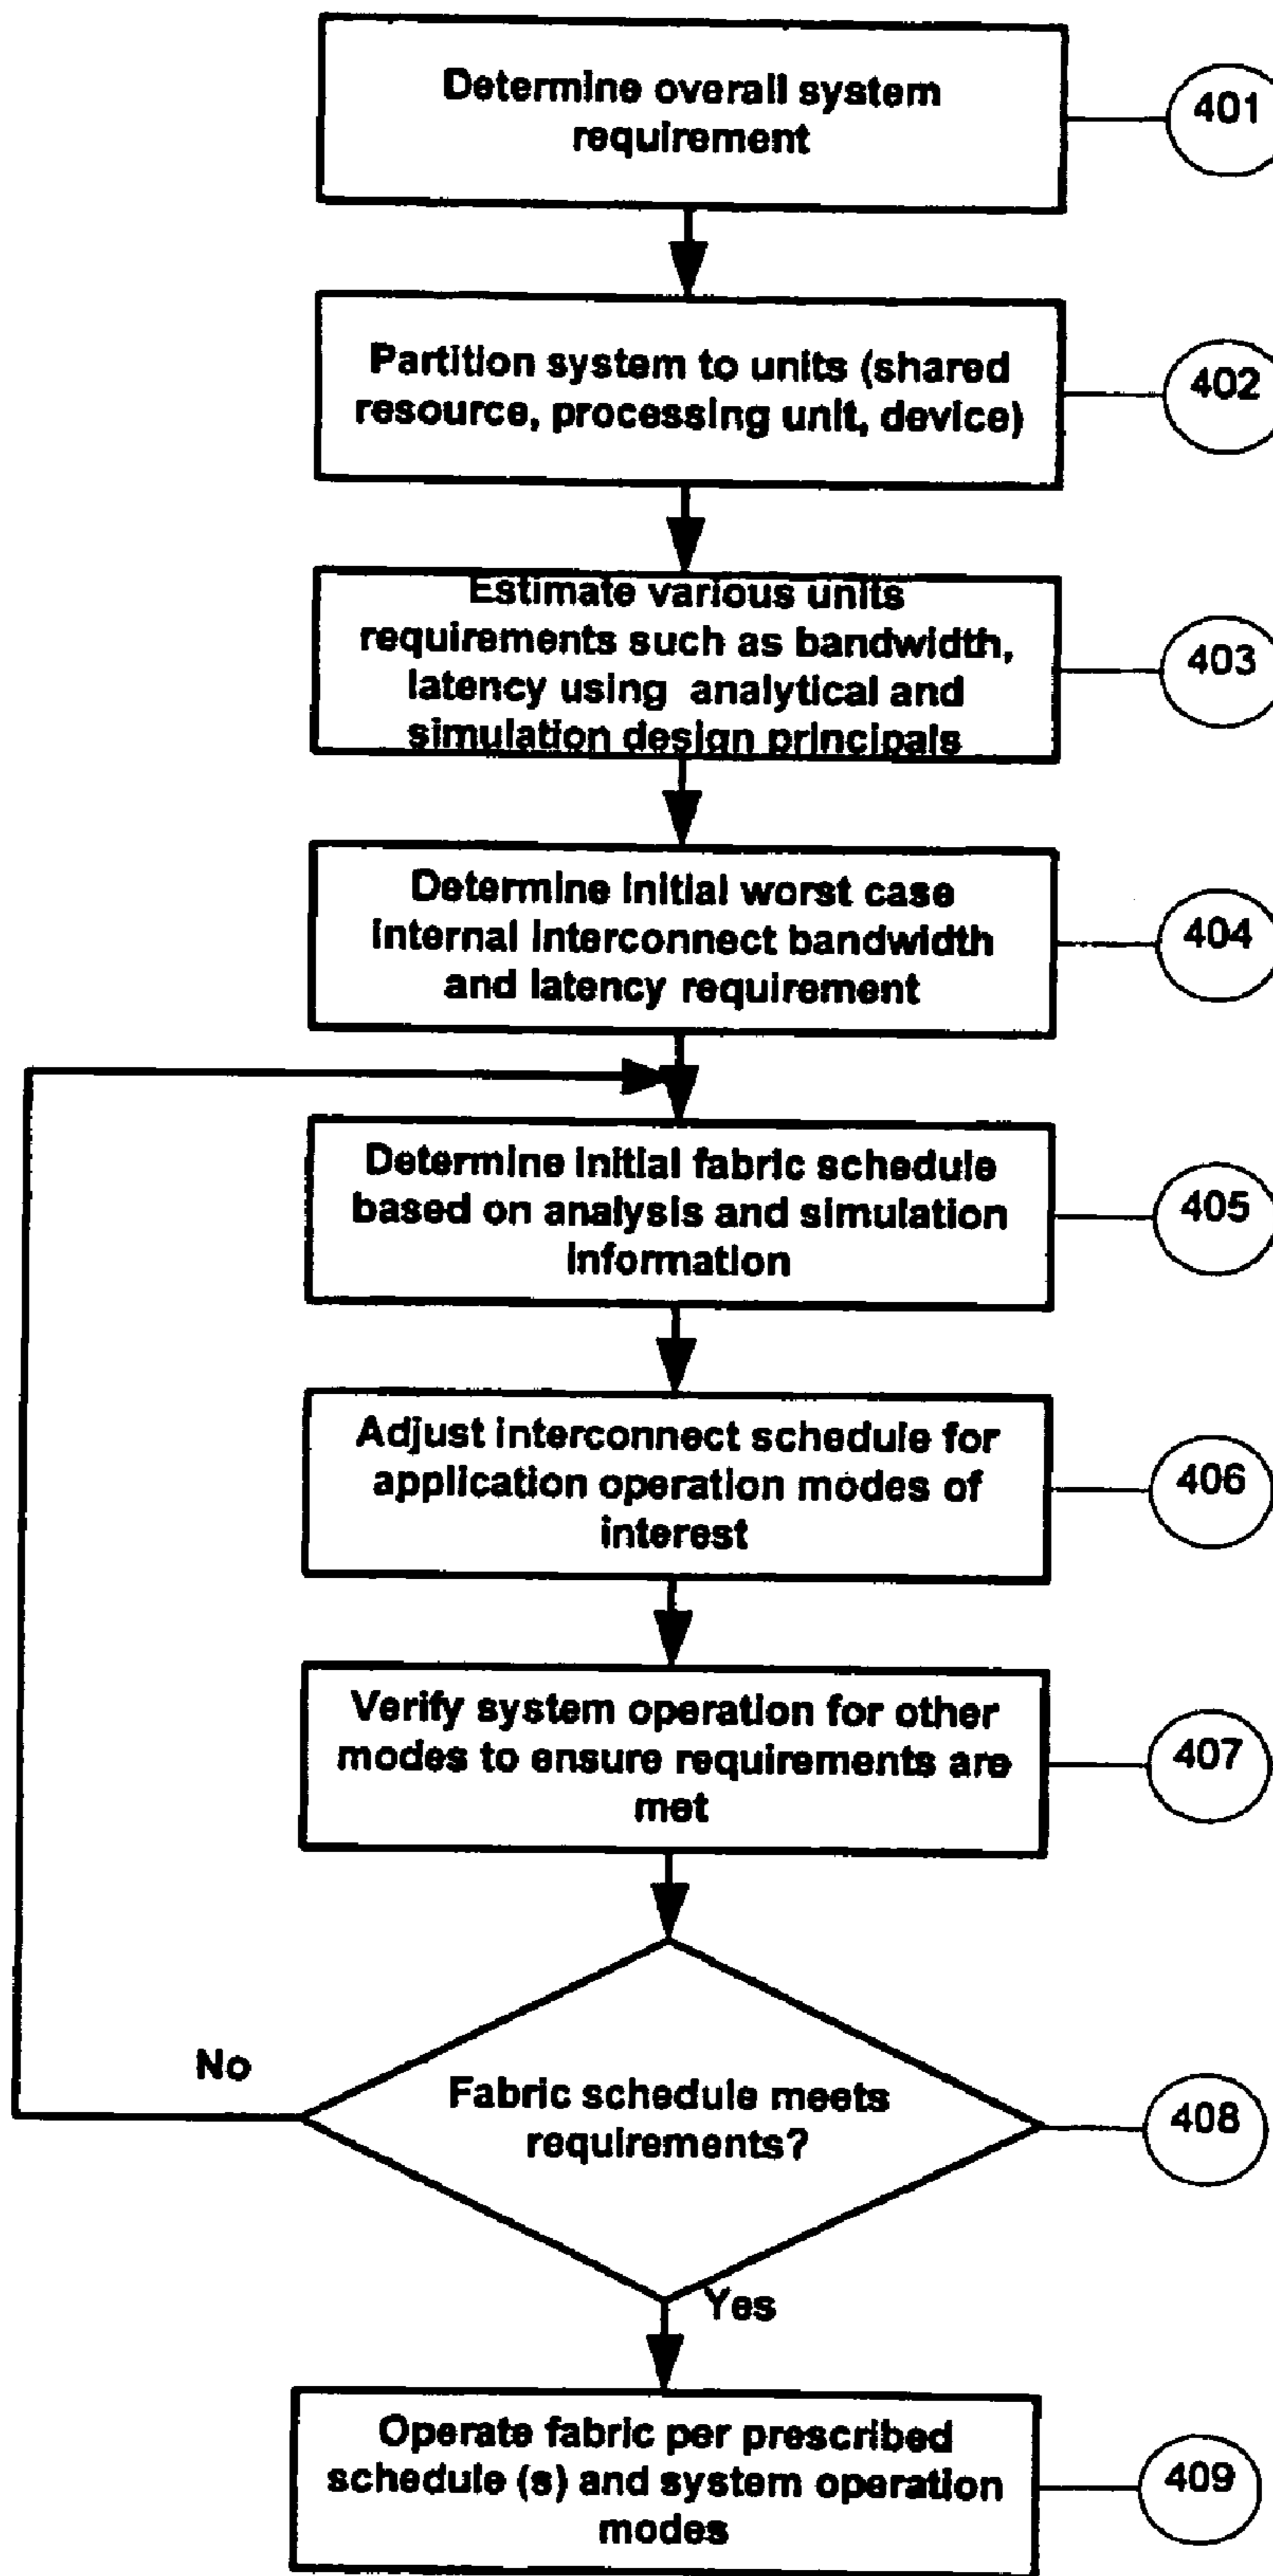 Determine overall system
requirement
401
Partition system to units (shared
resource, processing unit, device)
402
Estimate various units
requirements such as bandwidth,
latency using analytical and
simulation design principals
403
Determine initial worst case
internal interconnect bandwidth
and latency requirement
404
Determine initial fabric schedule
based on analysis and simulation
information
405
Adjust interconnect schedule for
application operation modes of
interest
406
Verify system operation for other
modes to ensure requirements are
met
407
No
Fabric schedule meets
requirements?
408
Yes
Operate fabric per prescribed
schedule (s) and system operation
modes
409